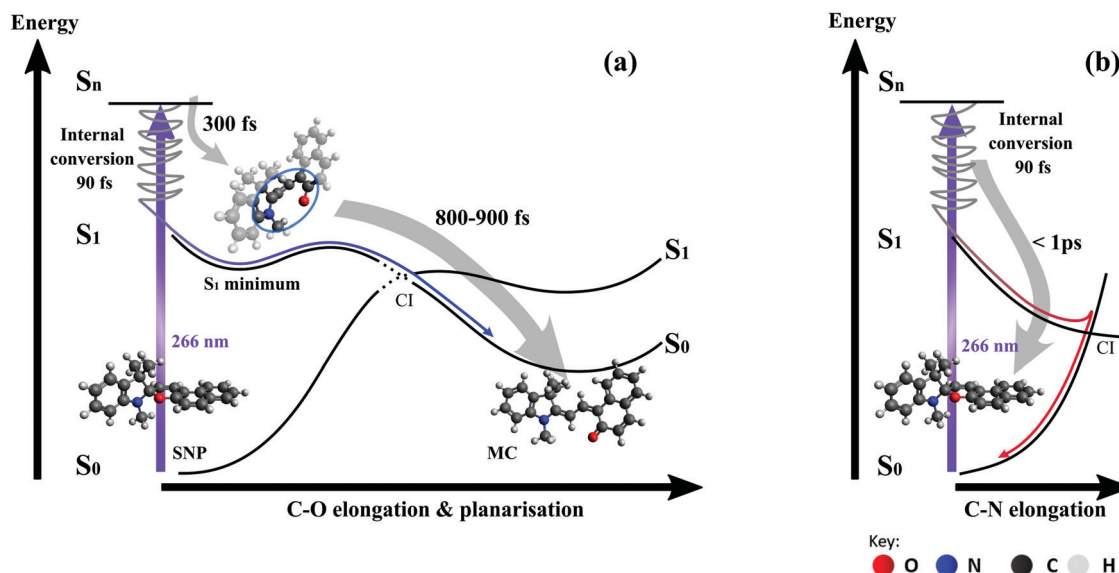 Energy
(a)
Sn
300 fs
Internal
conversion
90 fs
800-900 fs
S1
S1
S1 minimum
CI
266 nm
S0
SNP
MC
S0
C-O elongation & planarisation
Energy
(b)
Sn
Internal
conversion
90 fs
S1
< 1ps
266 nm
CI
S0
C-N elongation
Key:
O N C H